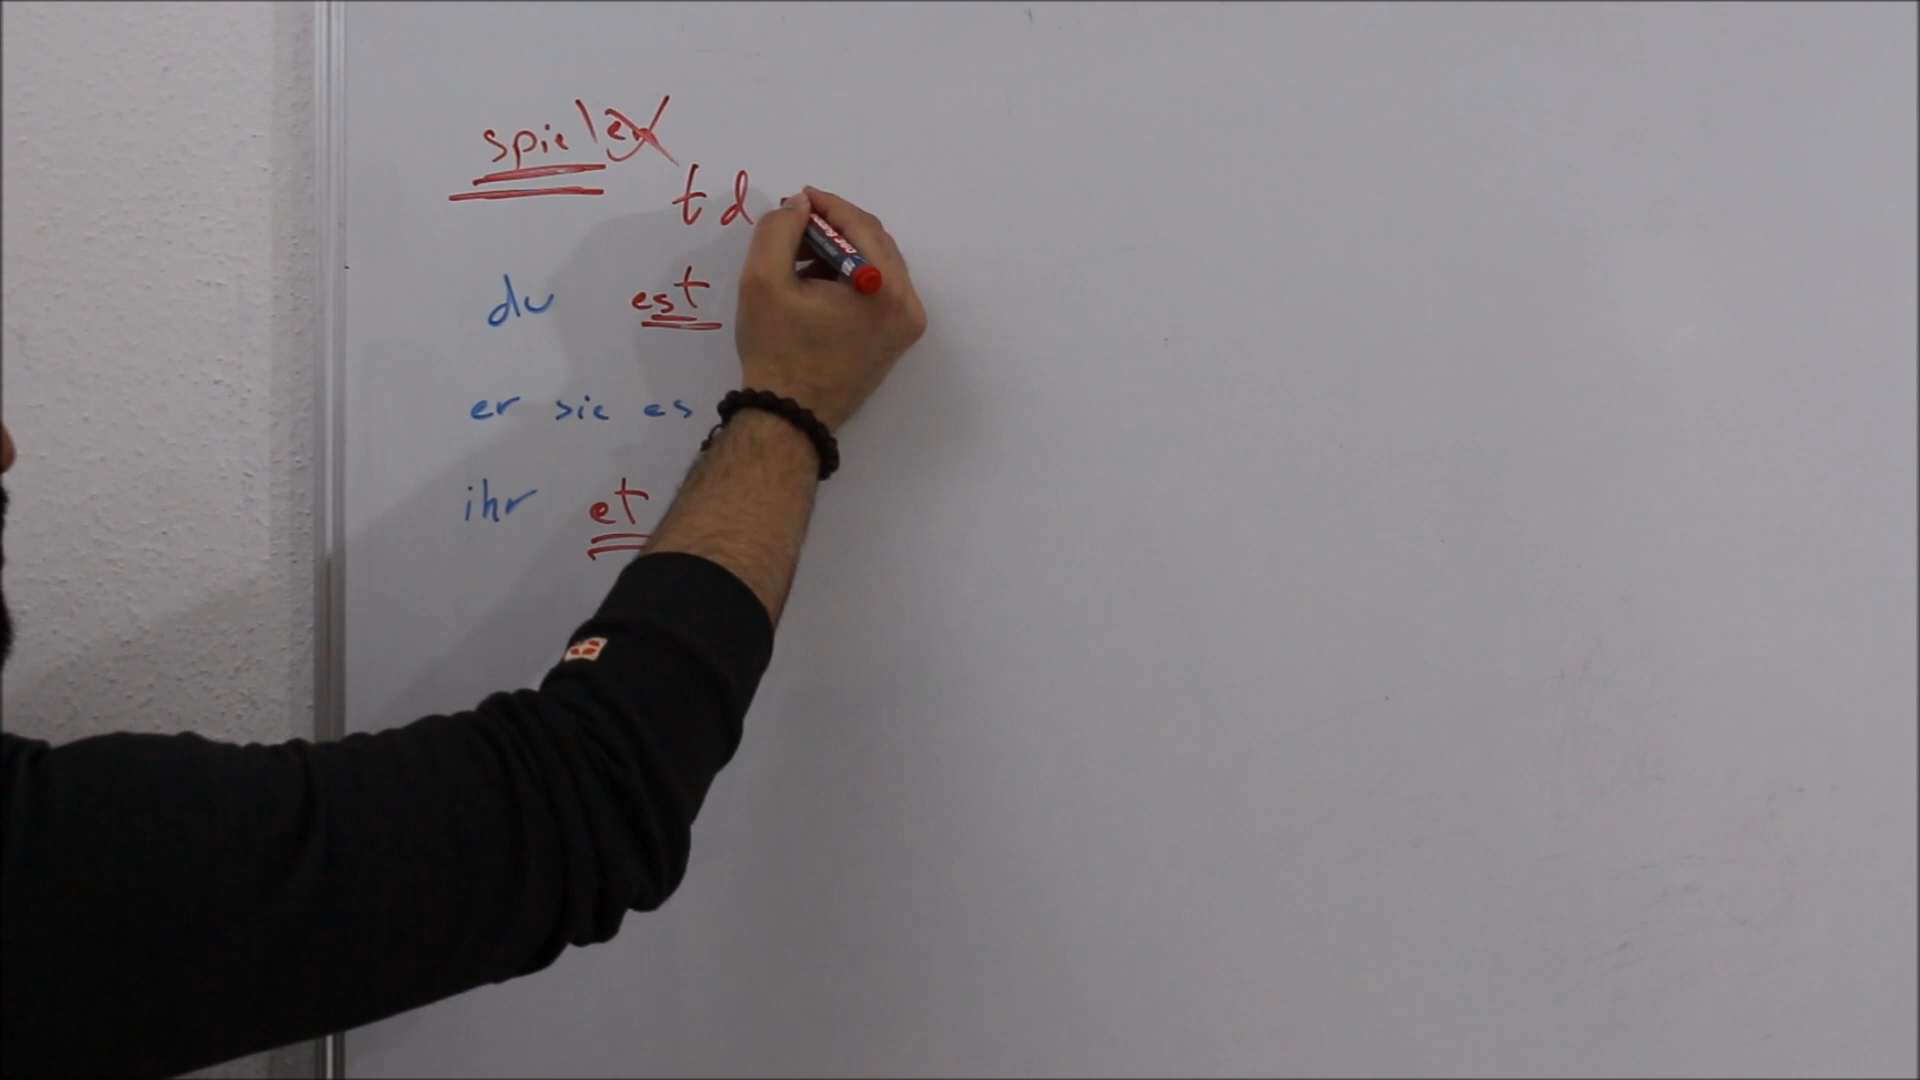 spielen
t d
du est
er sie es
ihr et